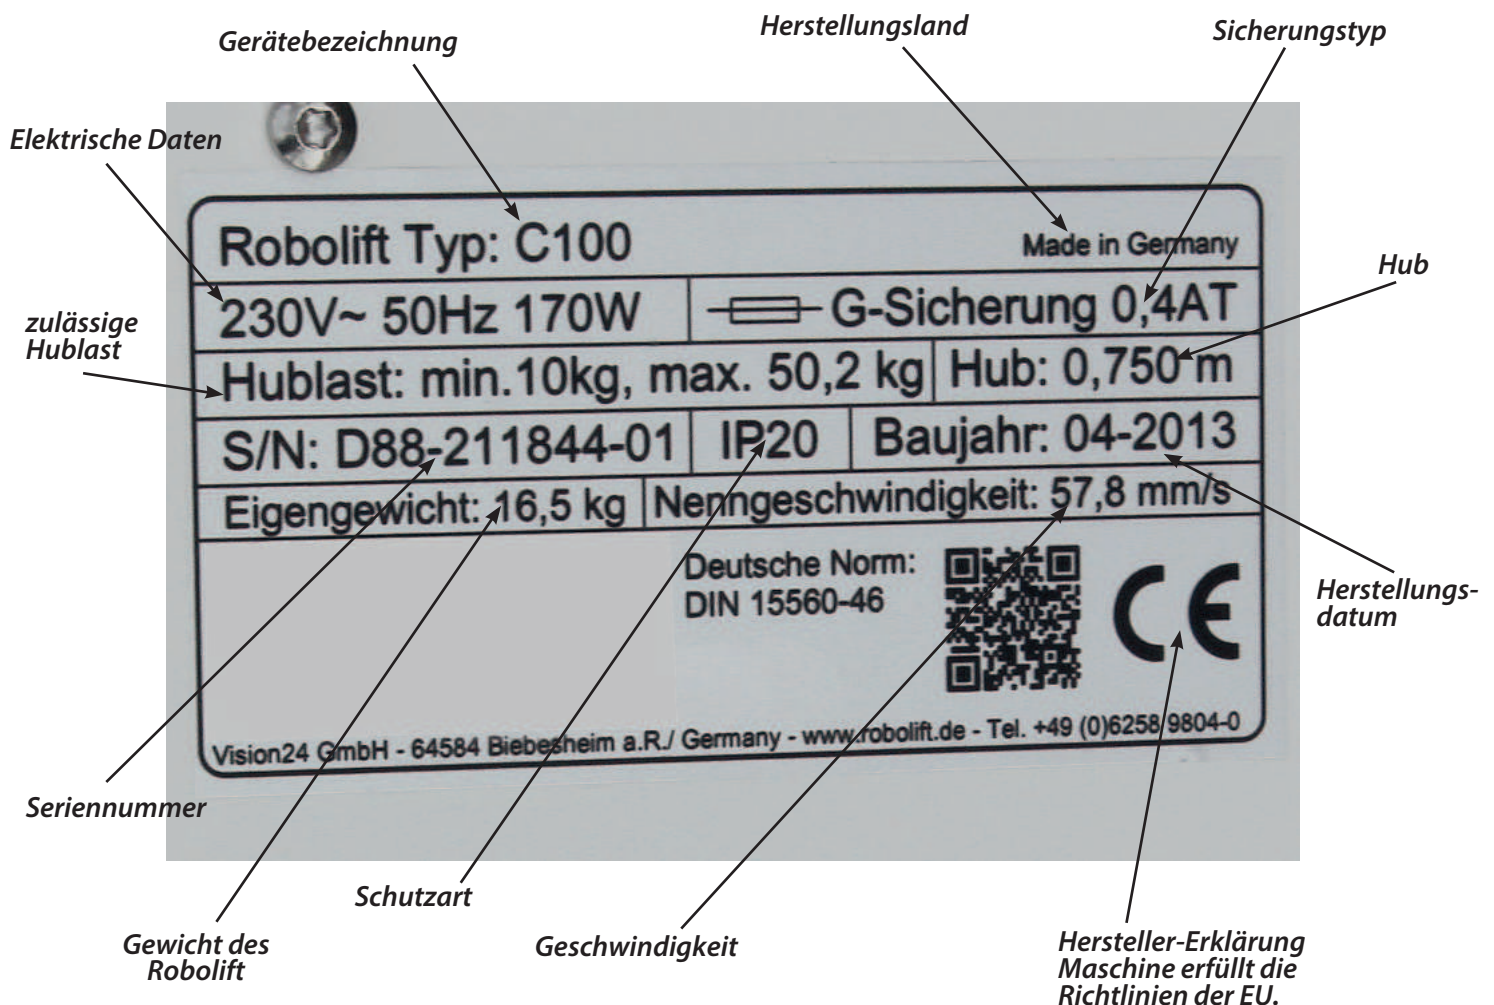 Gerätebezeichnung
Herstellungsland
Sicherungstyp
Elektrische Daten
Robolift Typ: C100
Made in Germany
Hub
230V~ 50Hz 170W
G-Sicherung 0,4AT
zulässige
Hublast
Hublast: min.10kg, max. 50,2 kg
Hub: 0,750 m
S/N: D88-211844-01
IP20
Baujahr: 04-2013
Eigengewicht: 16,5 kg
Nenngeschwindigkeit: 57,8 mm/s
Deutsche Norm:
DIN 15560-46
CE
Herstellungs-
datum
Vision24 GmbH - 64584 Biebesheim a.R./ Germany - www.robolift.de - Tel. +49 (0)6258 9804-0
Seriennummer
Schutzart
Gewicht des
Robolift
Geschwindigkeit
Hersteller-Erklärung
Maschine erfüllt die
Richtlinien der EU.